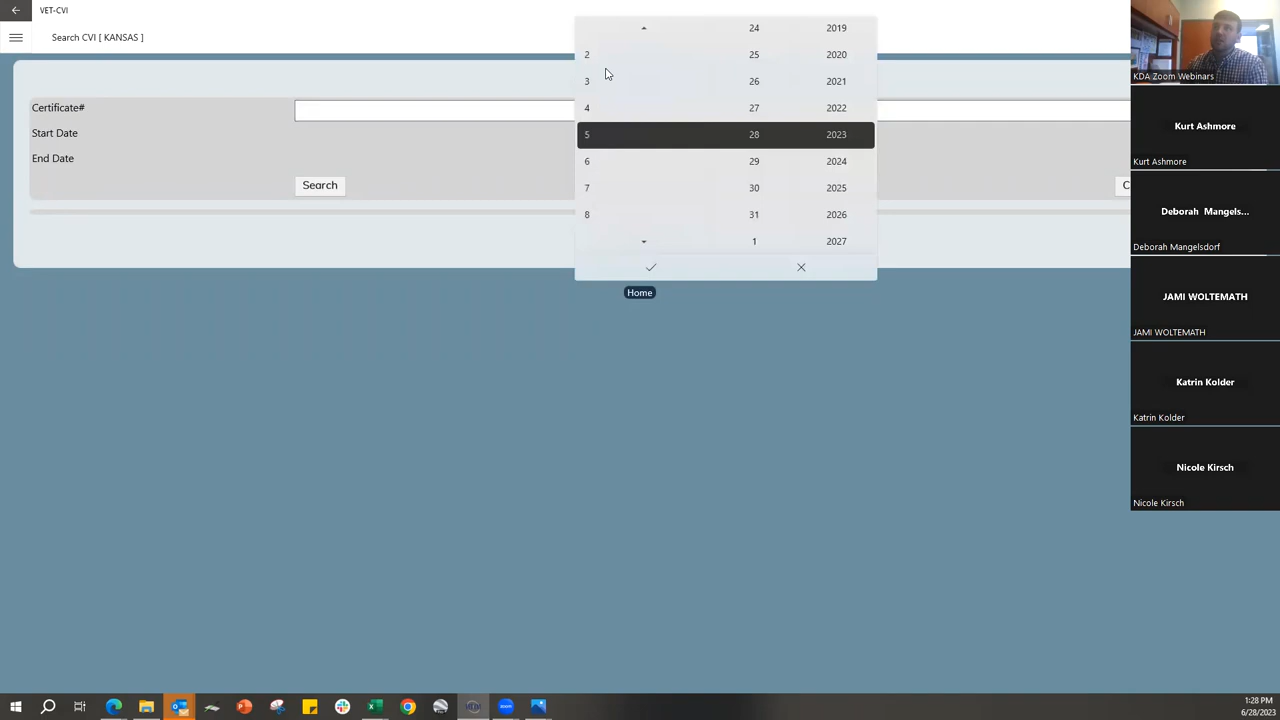 VET-CVI
Search CVI [ KANSAS ]
Certificate#
Start Date
End Date
Search
C
24 2019
2 25 2020
3 26 2021
4 27 2022
5 28 2023
6 29 2024
7 30 2025
8 31 2026
1 2027
Home
KDA Zoom Webinars
Kurt Ashmore
Kurt Ashmore
Deborah Mangels...
Deborah Mangelsdorf
JAMI WOLTEMATH
JAMI WOLTEMATH
Katrin Kolder
Katrin Kolder
Nicole Kirsch
Nicole Kirsch
zoom
1:28 PM
6/28/2023